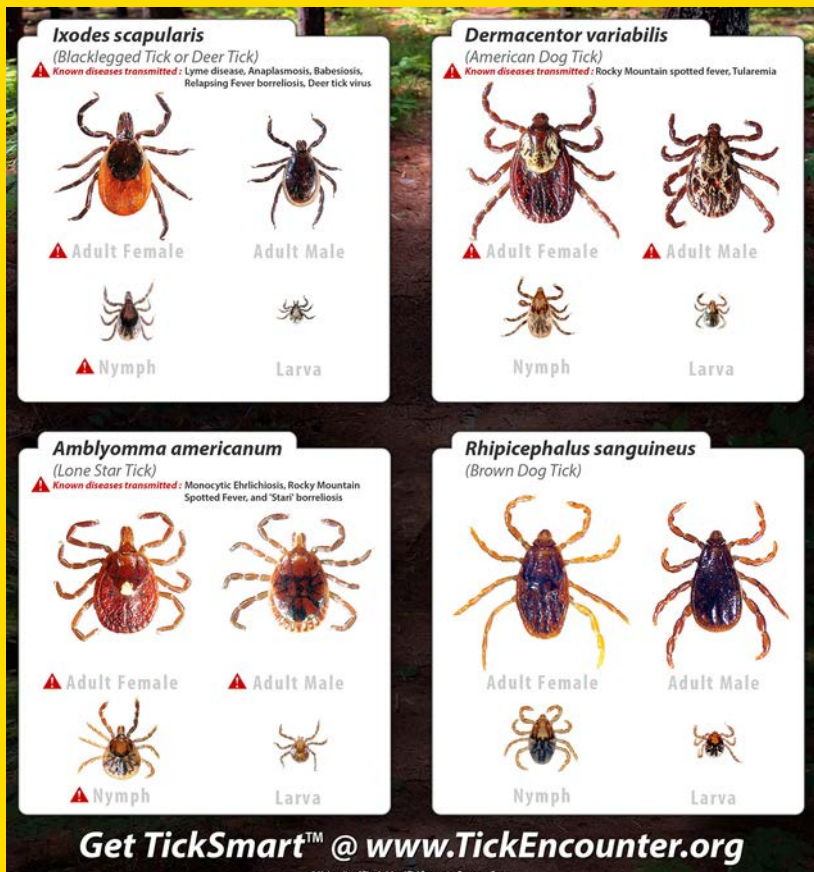 Ixodes scapularis
(Blacklegged Tick or Deer Tick)
Known diseases transmitted : Lyme disease, Anaplasmosis, Babesiosis,
Relapsing Fever borreliosis, Deer tick virus
Adult Female
Adult Male
Nymph
Larva
Dermacentor variabilis
(American Dog Tick)
Known diseases transmitted : Rocky Mountain spotted fever, Tularemia
Adult Female
Adult Male
Nymph
Larva
Amblyomma americanum
(Lone Star Tick)
Known diseases transmitted : Monocytic Ehrlichiosis, Rocky Mountain
Spotted Fever, and 'Stari' borreliosis
Adult Female
Adult Male
Nymph
Larva
Rhipicephalus sanguineus
(Brown Dog Tick)
Adult Female
Adult Male
Nymph
Larva
Get TickSmart™ @ www.TickEncounter.org